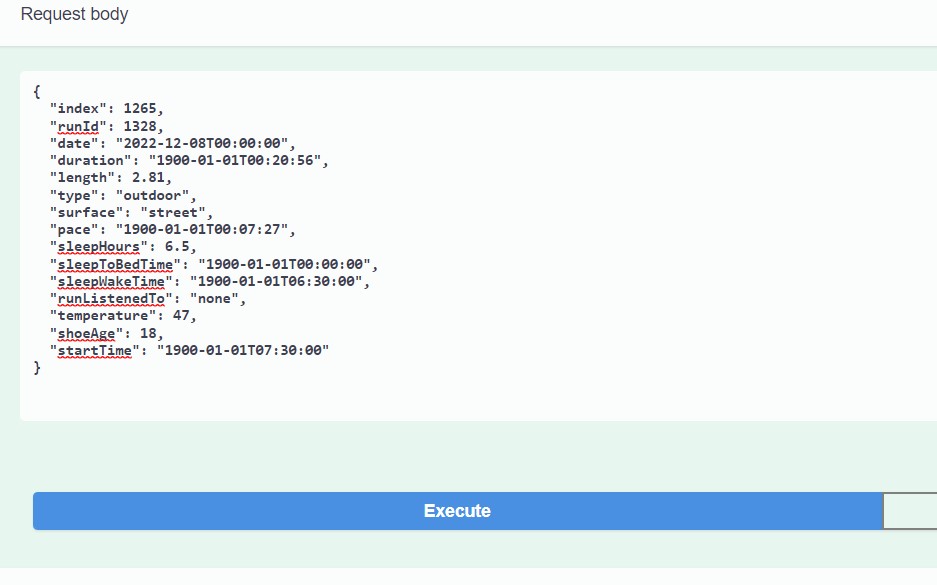 Request body
{
  "index": 1265,
  "runId": 1328,
  "date": "2022-12-08T00:00:00",
  "duration": "1900-01-01T00:20:56",
  "length": 2.81,
  "type": "outdoor",
  "surface": "street",
  "pace": "1900-01-01T00:07:27",
  "sleepHours": 6.5,
  "sleepToBedTime": "1900-01-01T00:00:00",
  "sleepWakeTime": "1900-01-01T06:30:00",
  "runListenedTo": "none",
  "temperature": 47,
  "shoeAge": 18,
  "startTime": "1900-01-01T07:30:00"
}
Execute